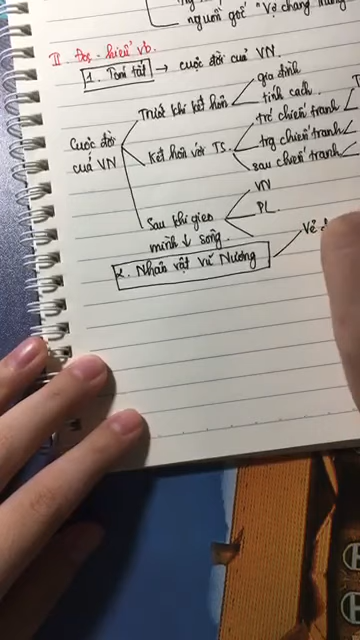 nguồn gốc "Vợ chàng
II. Đọc - hiểu vb.
1. Tóm tắt → cuộc đời của VN.
Cuộc đời của VN
Trước khi kết hôn
gia đình
tính cách.
Kết hôn với TS.
trc chiến tranh
trg chiến tranh
sau chiến tranh
Sau khi gieo mình ↓ sông.
VN
PL
2. Nhân vật Vũ Nương